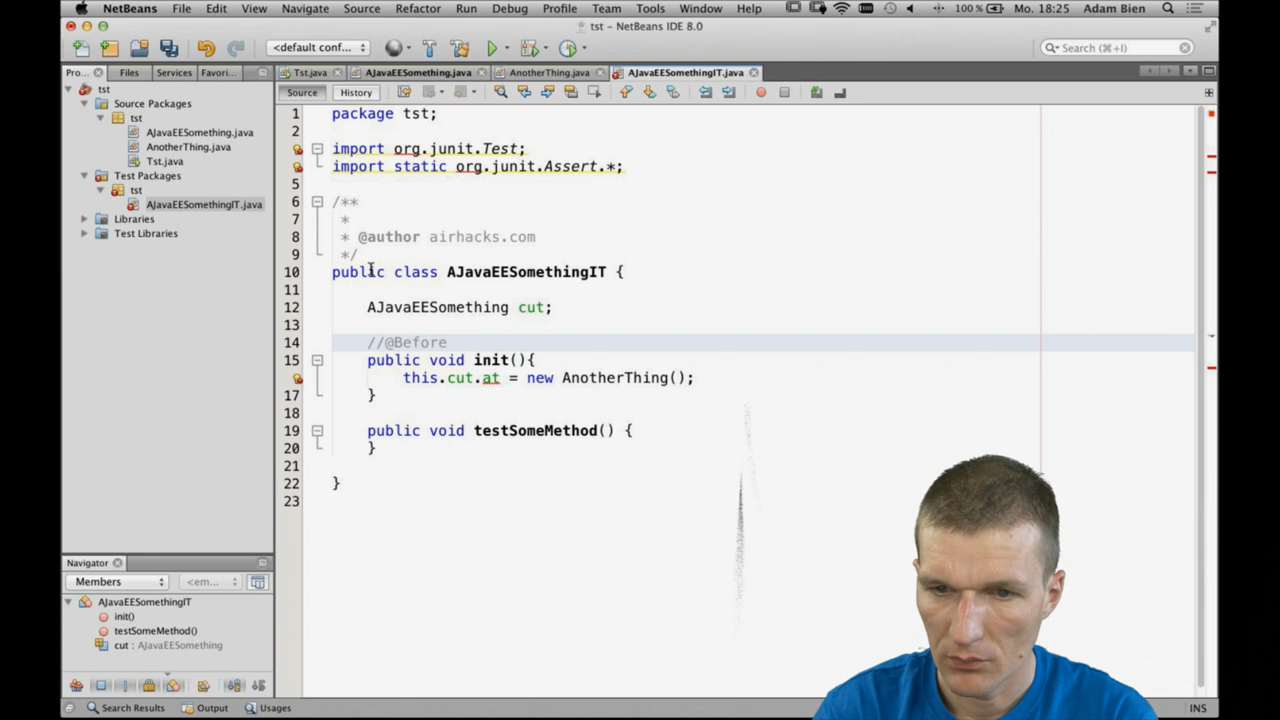 NetBeans File Edit View Navigate Source Refactor Run Debug Profile Team Tools Window Help 100% Mo. 18:25 Adam Bien
tst - NetBeans IDE 8.0
<default conf... Search (⌘+I)
Pro... Files Services Favori...
Tst.java AJavaEESomething.java AnotherThing.java AJavaEESomethingIT.java
tst
Source Packages
tst
AJavaEESomething.java
AnotherThing.java
Tst.java
Test Packages
tst
AJavaEESomethingIT.java
Libraries
Test Libraries
Source History
1 package tst;
2
import org.junit.Test;
import static org.junit.Assert.*;
5
6 /**
7 *
8 * @author airhacks.com
9 */
10 public class AJavaEESomethingIT {
11
12 AJavaEESomething cut;
13
14 //@Before
15 public void init(){
this.cut.at = new AnotherThing();
17 }
18
19 public void testSomeMethod() {
20 }
21
22 }
23
Navigator
Members <em...
AJavaEESomethingIT
init()
testSomeMethod()
cut : AJavaEESomething
Search Results Output Usages INS